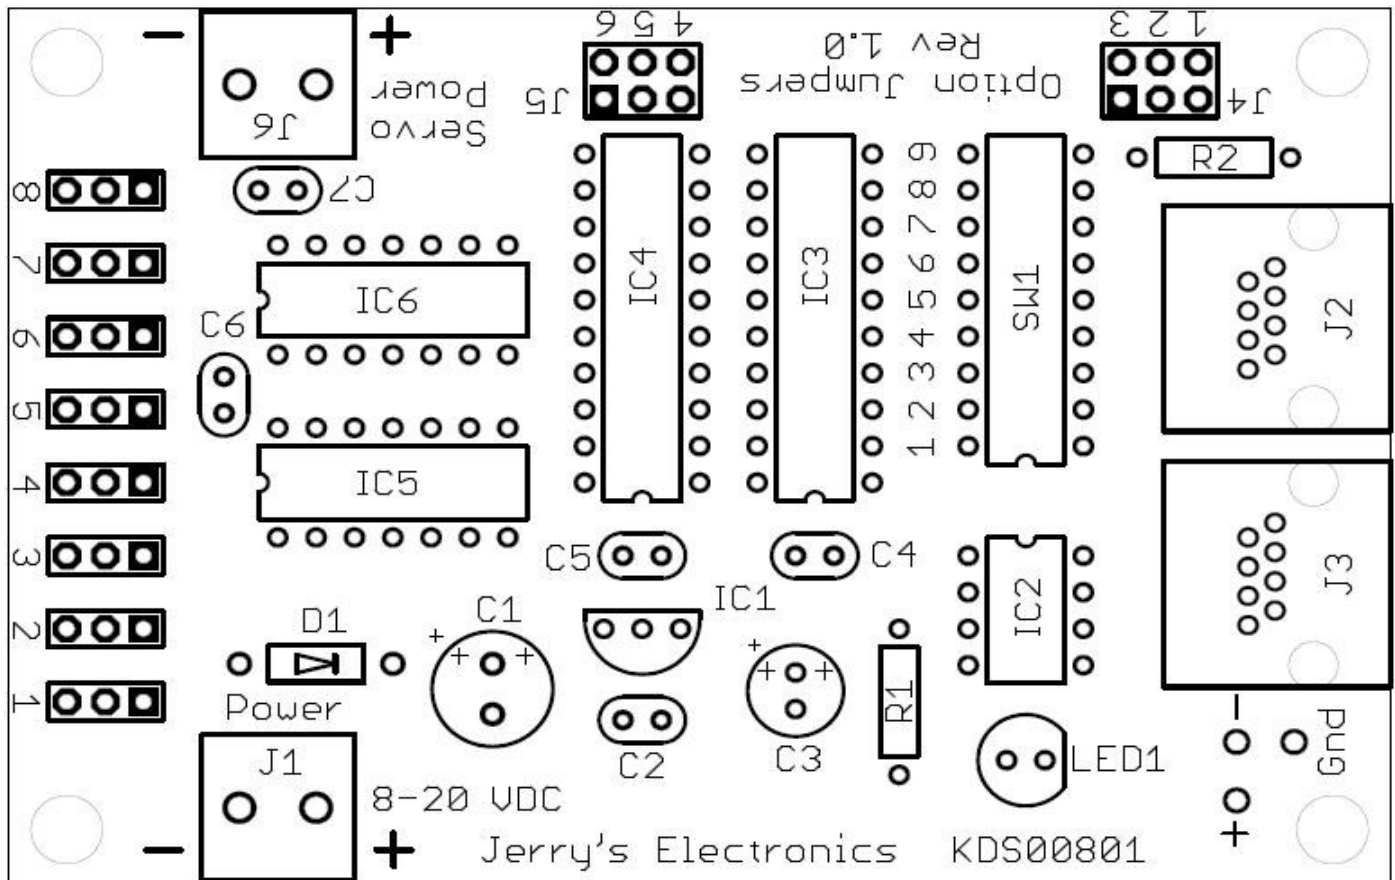 - +
6 5 4
Rev 1.0
Option Jumpers
3 2 1
J5
J4
Servo
Power
J6
C7
R2
8
7
6
5
4
3
2
1
IC6
C6
IC5
IC4
IC3
9
8
7
6
5
4
3
2
1
SW1
J2
J3
C5
C4
IC1
IC2
D1
C1
+
+ +
+
+ +
C2
C3
R1
LED1
Power
J1
8-20 VDC
- +
Jerry's Electronics KDS00801
-
+
Gnd